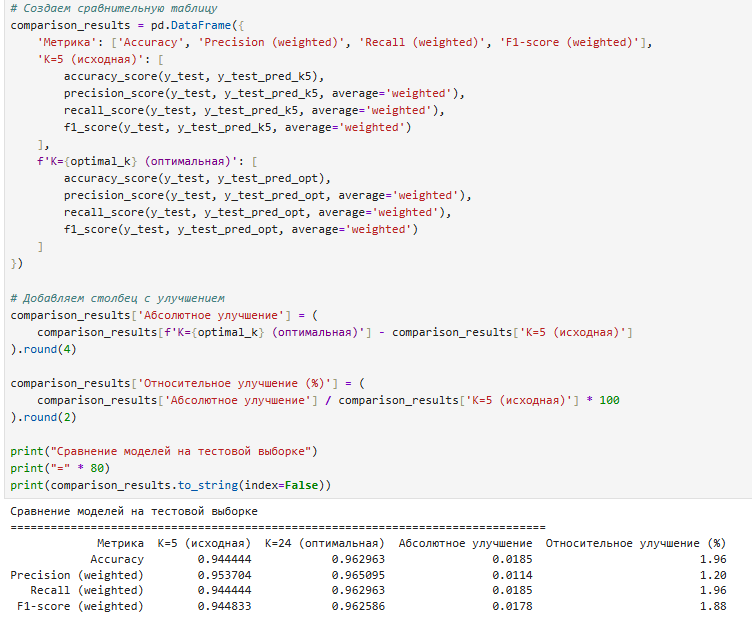 # Создаем сравнительную таблицу
comparison_results = pd.DataFrame({
    'Метрика': ['Accuracy', 'Precision (weighted)', 'Recall (weighted)', 'F1-score (weighted)'],
    'K=5 (исходная)': [
        accuracy_score(y_test, y_test_pred_k5),
        precision_score(y_test, y_test_pred_k5, average='weighted'),
        recall_score(y_test, y_test_pred_k5, average='weighted'),
        f1_score(y_test, y_test_pred_k5, average='weighted')
    ],
    f'K={optimal_k} (оптимальная)': [
        accuracy_score(y_test, y_test_pred_opt),
        precision_score(y_test, y_test_pred_opt, average='weighted'),
        recall_score(y_test, y_test_pred_opt, average='weighted'),
        f1_score(y_test, y_test_pred_opt, average='weighted')
    ]
})

# Добавляем столбец с улучшением
comparison_results['Абсолютное улучшение'] = (
    comparison_results[f'K={optimal_k} (оптимальная)'] - comparison_results['K=5 (исходная)']
).round(4)

comparison_results['Относительное улучшение (%)'] = (
    comparison_results['Абсолютное улучшение'] / comparison_results['K=5 (исходная)'] * 100
).round(2)

print("Сравнение моделей на тестовой выборке")
print("=" * 80)
print(comparison_results.to_string(index=False))
Сравнение моделей на тестовой выборке
================================================================================
Метрика K=5 (исходная) K=24 (оптимальная) Абсолютное улучшение Относительное улучшение (%)
Accuracy 0.944444 0.962963 0.0185 1.96
Precision (weighted) 0.953704 0.965095 0.0114 1.20
Recall (weighted) 0.944444 0.962963 0.0185 1.96
F1-score (weighted) 0.944833 0.962586 0.0178 1.88